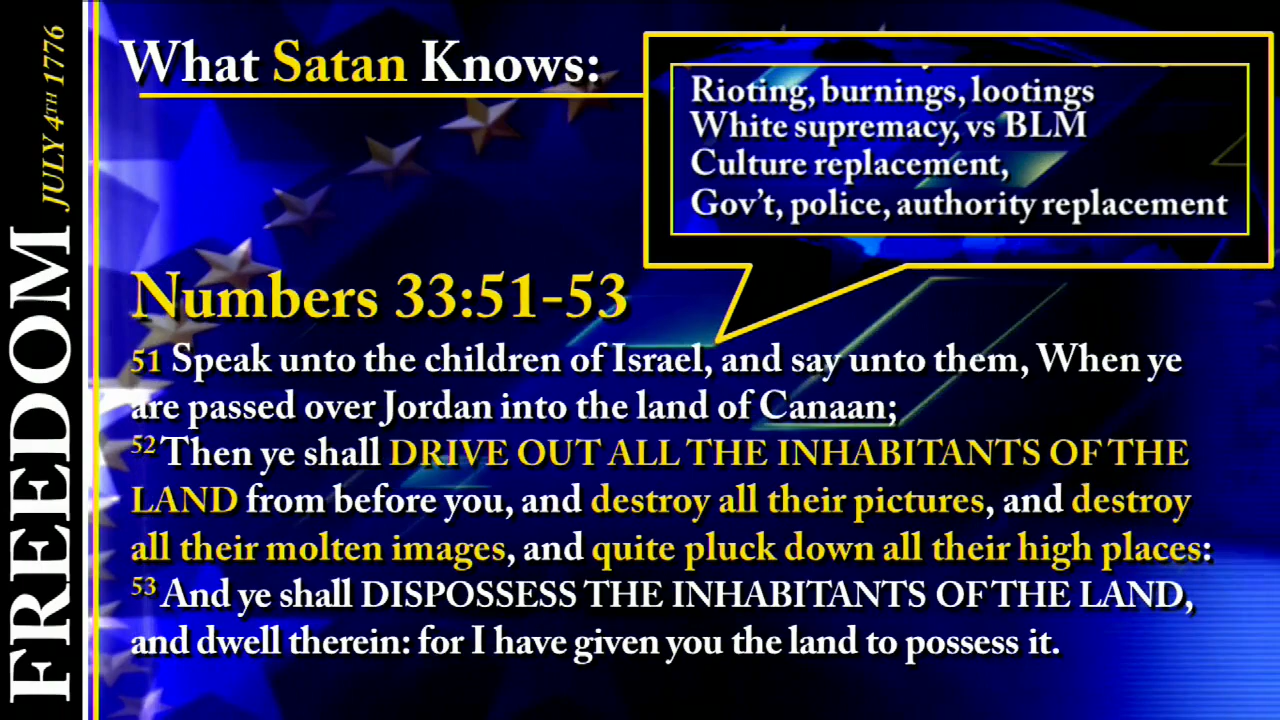 FREEDOM JULY 4TH 1776
What Satan Knows:
Rioting, burnings, lootings
White supremacy, vs BLM
Culture replacement,
Gov't, police, authority replacement
Numbers 33:51-53
51 Speak unto the children of Israel, and say unto them, When ye
are passed over Jordan into the land of Canaan;
52 Then ye shall DRIVE OUT ALL THE INHABITANTS OF THE
LAND from before you, and destroy all their pictures, and destroy
all their molten images, and quite pluck down all their high places:
53 And ye shall DISPOSSESS THE INHABITANTS OF THE LAND,
and dwell therein: for I have given you the land to possess it.